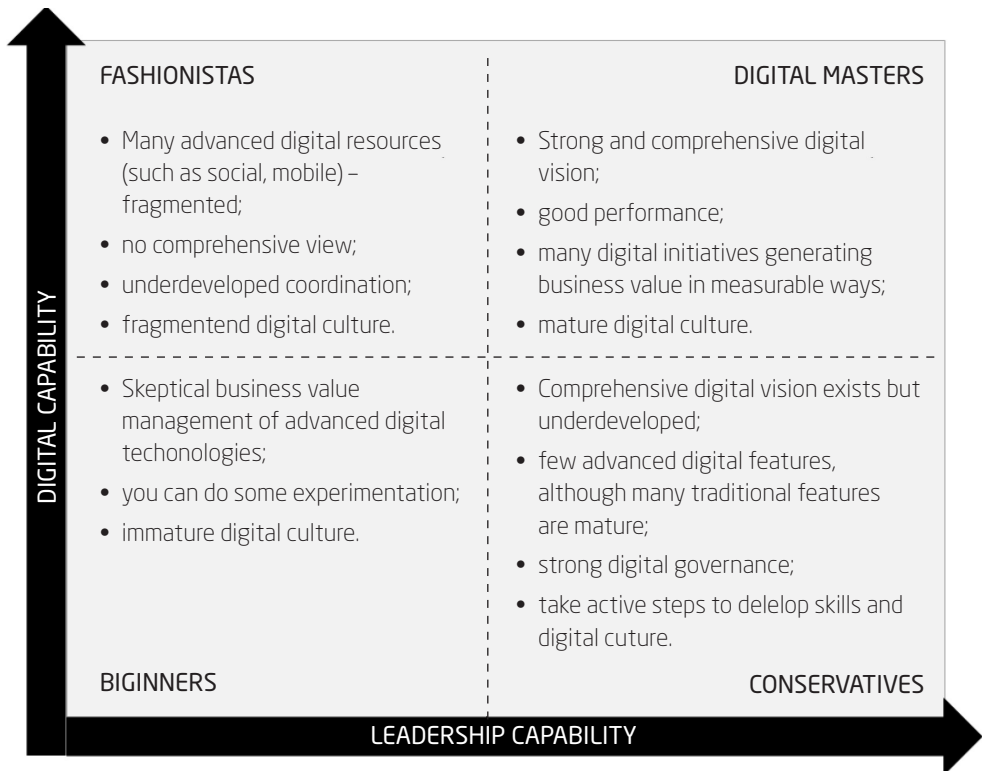 FASHIONISTAS
• Many advanced digital resources
(such as social, mobile) –
fragmented;
• no comprehensive view;
• underdeveloped coordination;
• fragmentend digital culture.
DIGITAL MASTERS
• Strong and comprehensive digital
vision;
• good performance;
• many digital initiatives generating
business value in measurable ways;
• mature digital culture.
DIGITAL CAPABILITY
• Skeptical business value
management of advanced digital
techonologies;
• you can do some experimentation;
• immature digital culture.
BIGINNERS
• Comprehensive digital vision exists but
underdeveloped;
• few advanced digital features,
although many traditional features
are mature;
• strong digital governance;
• take active steps to delelop skills and
digital cuture.
CONSERVATIVES
LEADERSHIP CAPABILITY